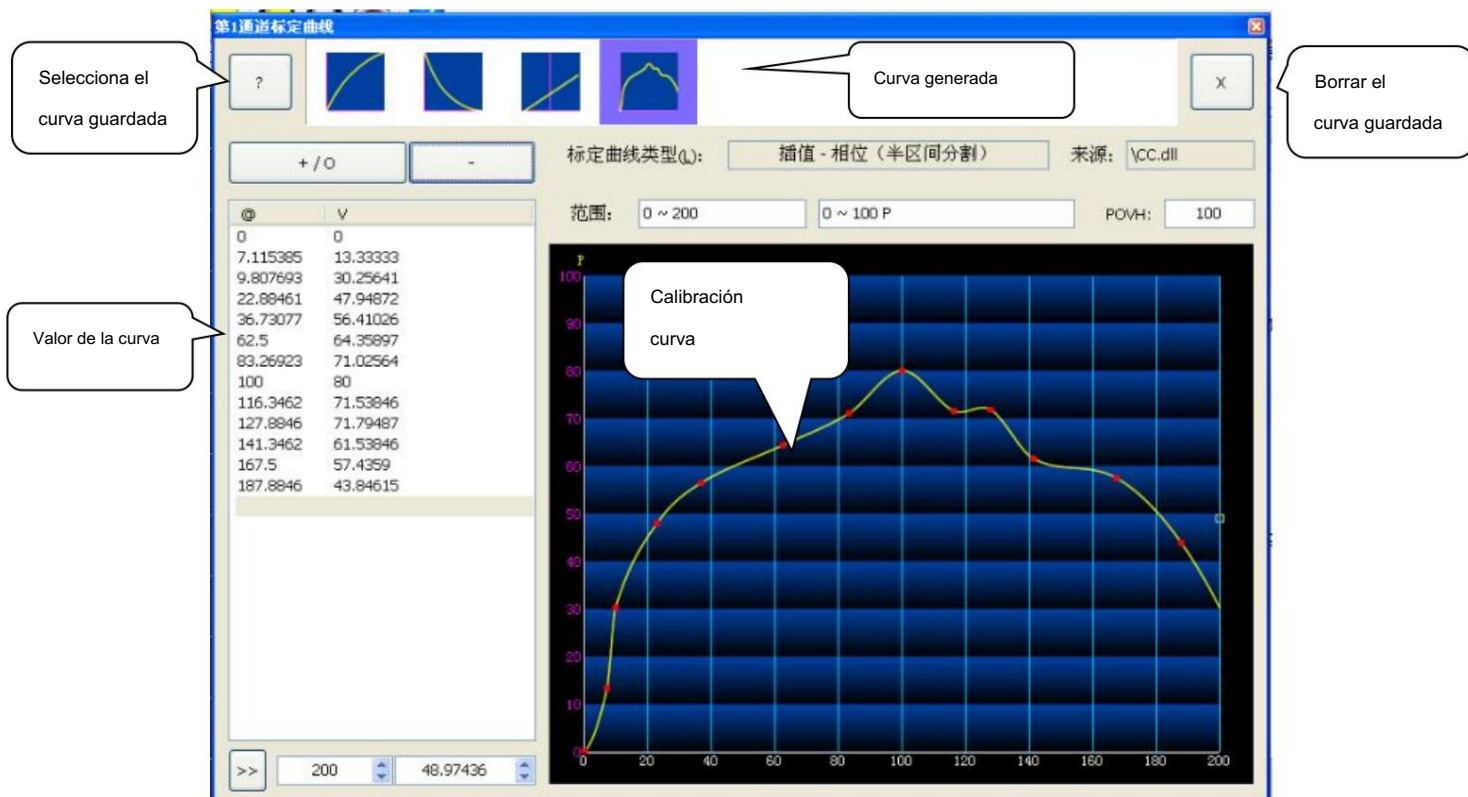 第1通道标定曲线
Selecciona el
curva guardada
?
Curva generada
X
Borrar el
curva guardada
+ / O
-
标定曲线类型(L):
插值 - 相位（半区间分割）
来源:
\CC.dll
范围:
0 ~ 200
0 ~ 100 P
POVH:
100
@ V
0 0
7.115385 13.33333
9.807693 30.25641
22.88461 47.94872
36.73077 56.41026
62.5 64.35897
83.26923 71.02564
100 80
116.3462 71.53846
127.8846 71.79487
141.3462 61.53846
167.5 57.4359
187.8846 43.84615
Valor de la curva
Calibración
curva
P
100
90
80
70
60
50
40
30
20
10
0
0 20 40 60 80 100 120 140 160 180 200
>>
200
48.97436